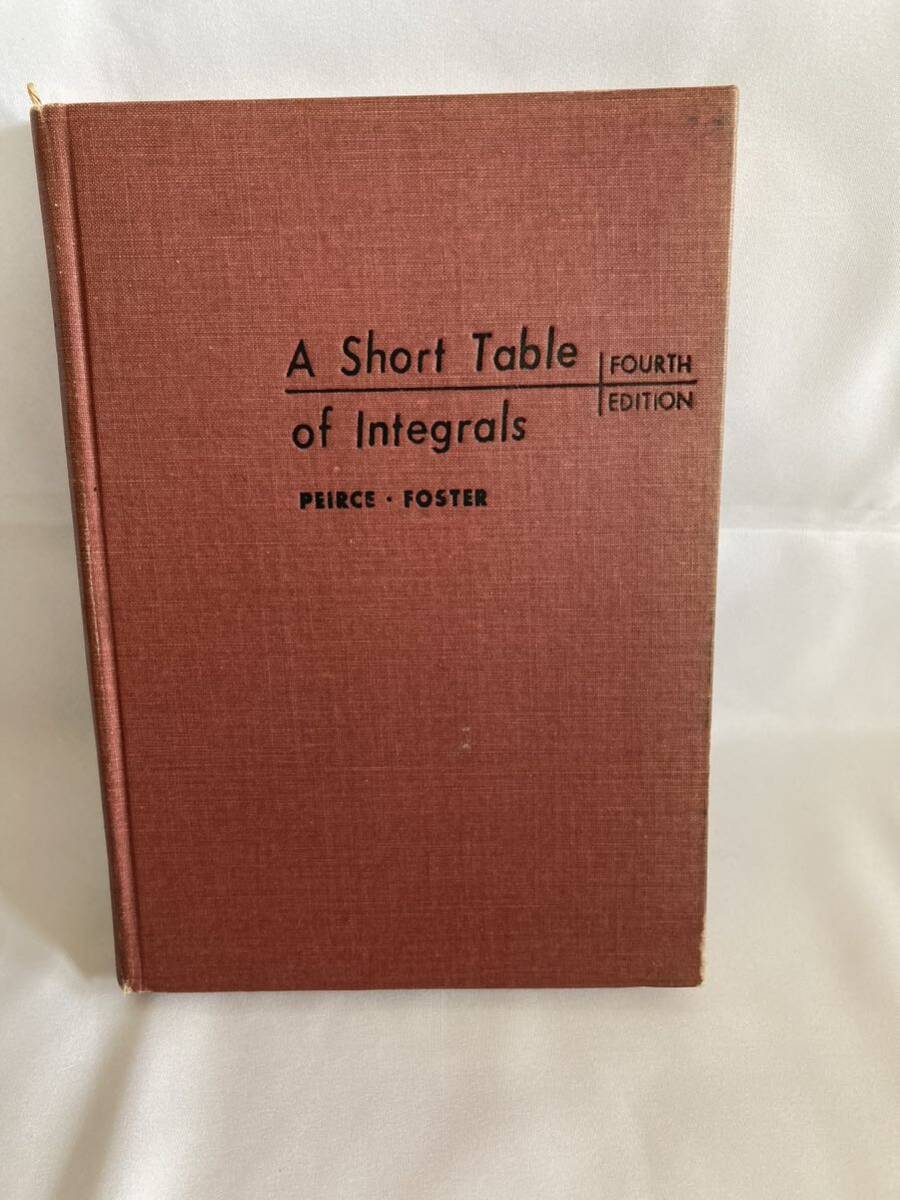 A Short Table
of Integrals
FOURTH
EDITION
PEIRCE · FOSTER